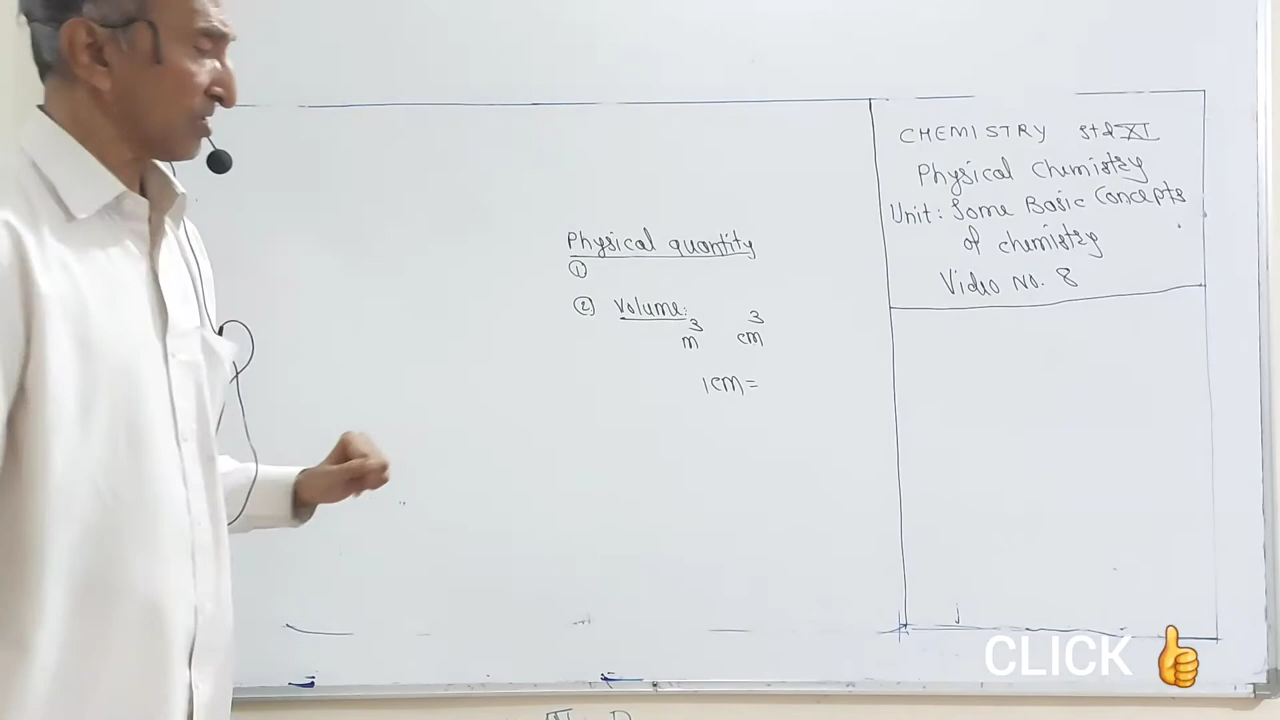 CHEMISTRY Std XI
Physical Chemistry
Unit: Some Basic Concepts
of chemistry
Video No. 8
Physical quantity
①
② Volume:
m³ cm³
1cm=
CLICK 👍